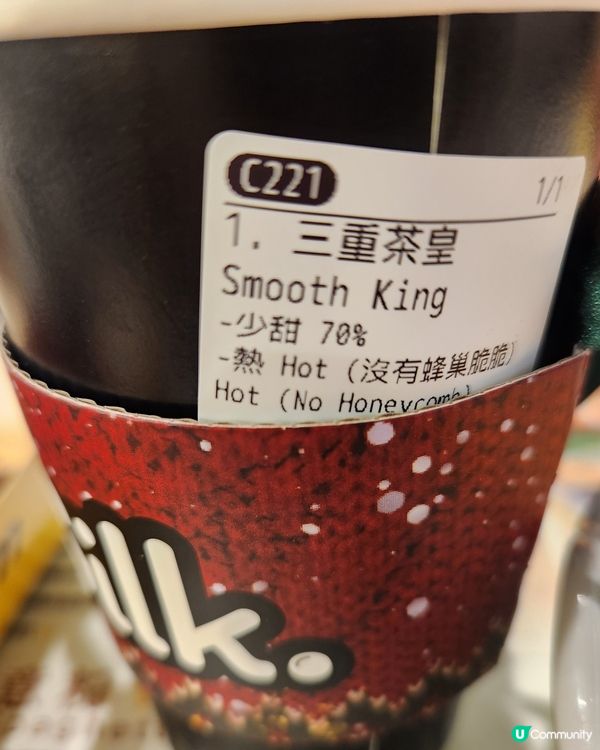 C221
1/1
1. 三重茶皇
Smooth King
-少甜 70%
-熱 Hot (沒有蜂巢脆脆)
Hot (No Honeycomb)
ilk.
U Community